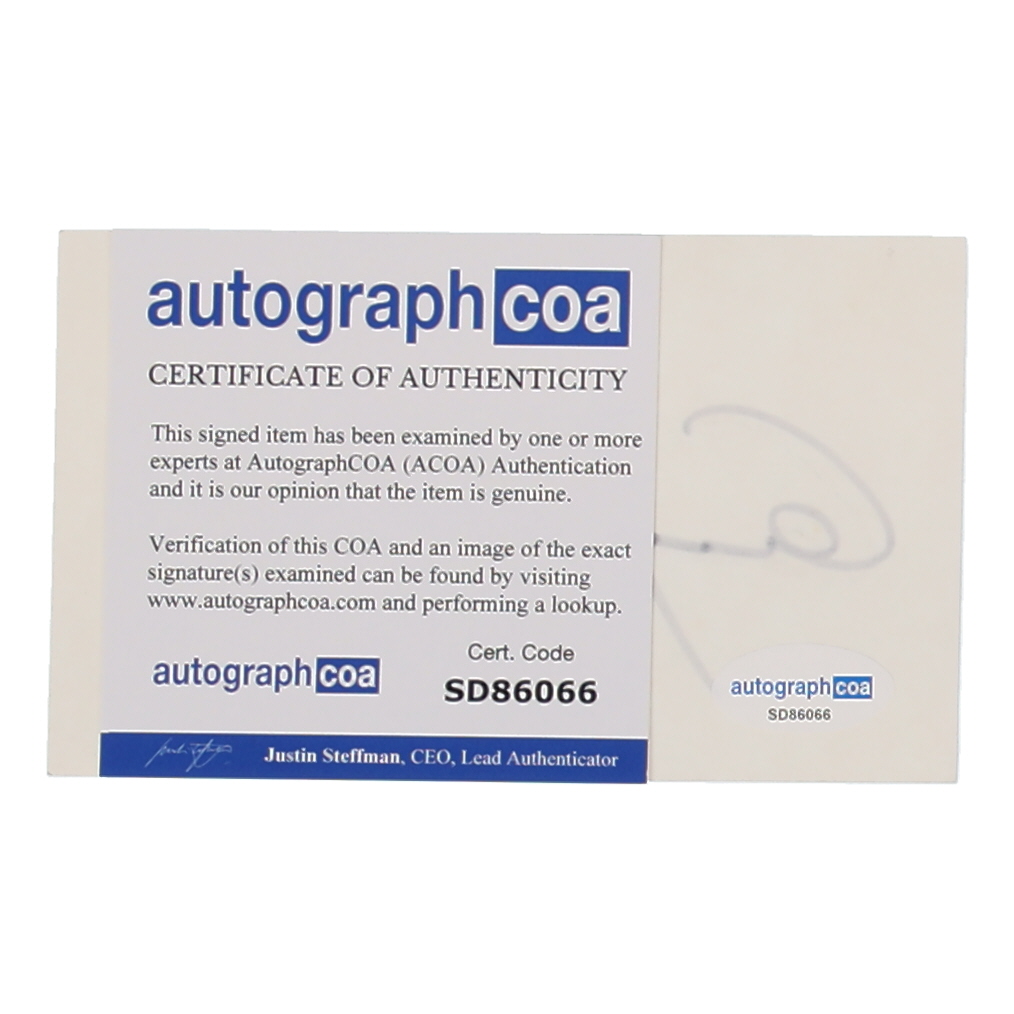 autograph coa
CERTIFICATE OF AUTHENTICITY
This signed item has been examined by one or more
experts at AutographCOA (ACOA) Authentication
and it is our opinion that the item is genuine.
Verification of this COA and an image of the exact
signature(s) examined can be found by visiting
www.autographcoa.com and performing a lookup.
Cert. Code
autograph coa
SD86066
Justin Steffman, CEO, Lead Authenticator
autograph coa
SD86066